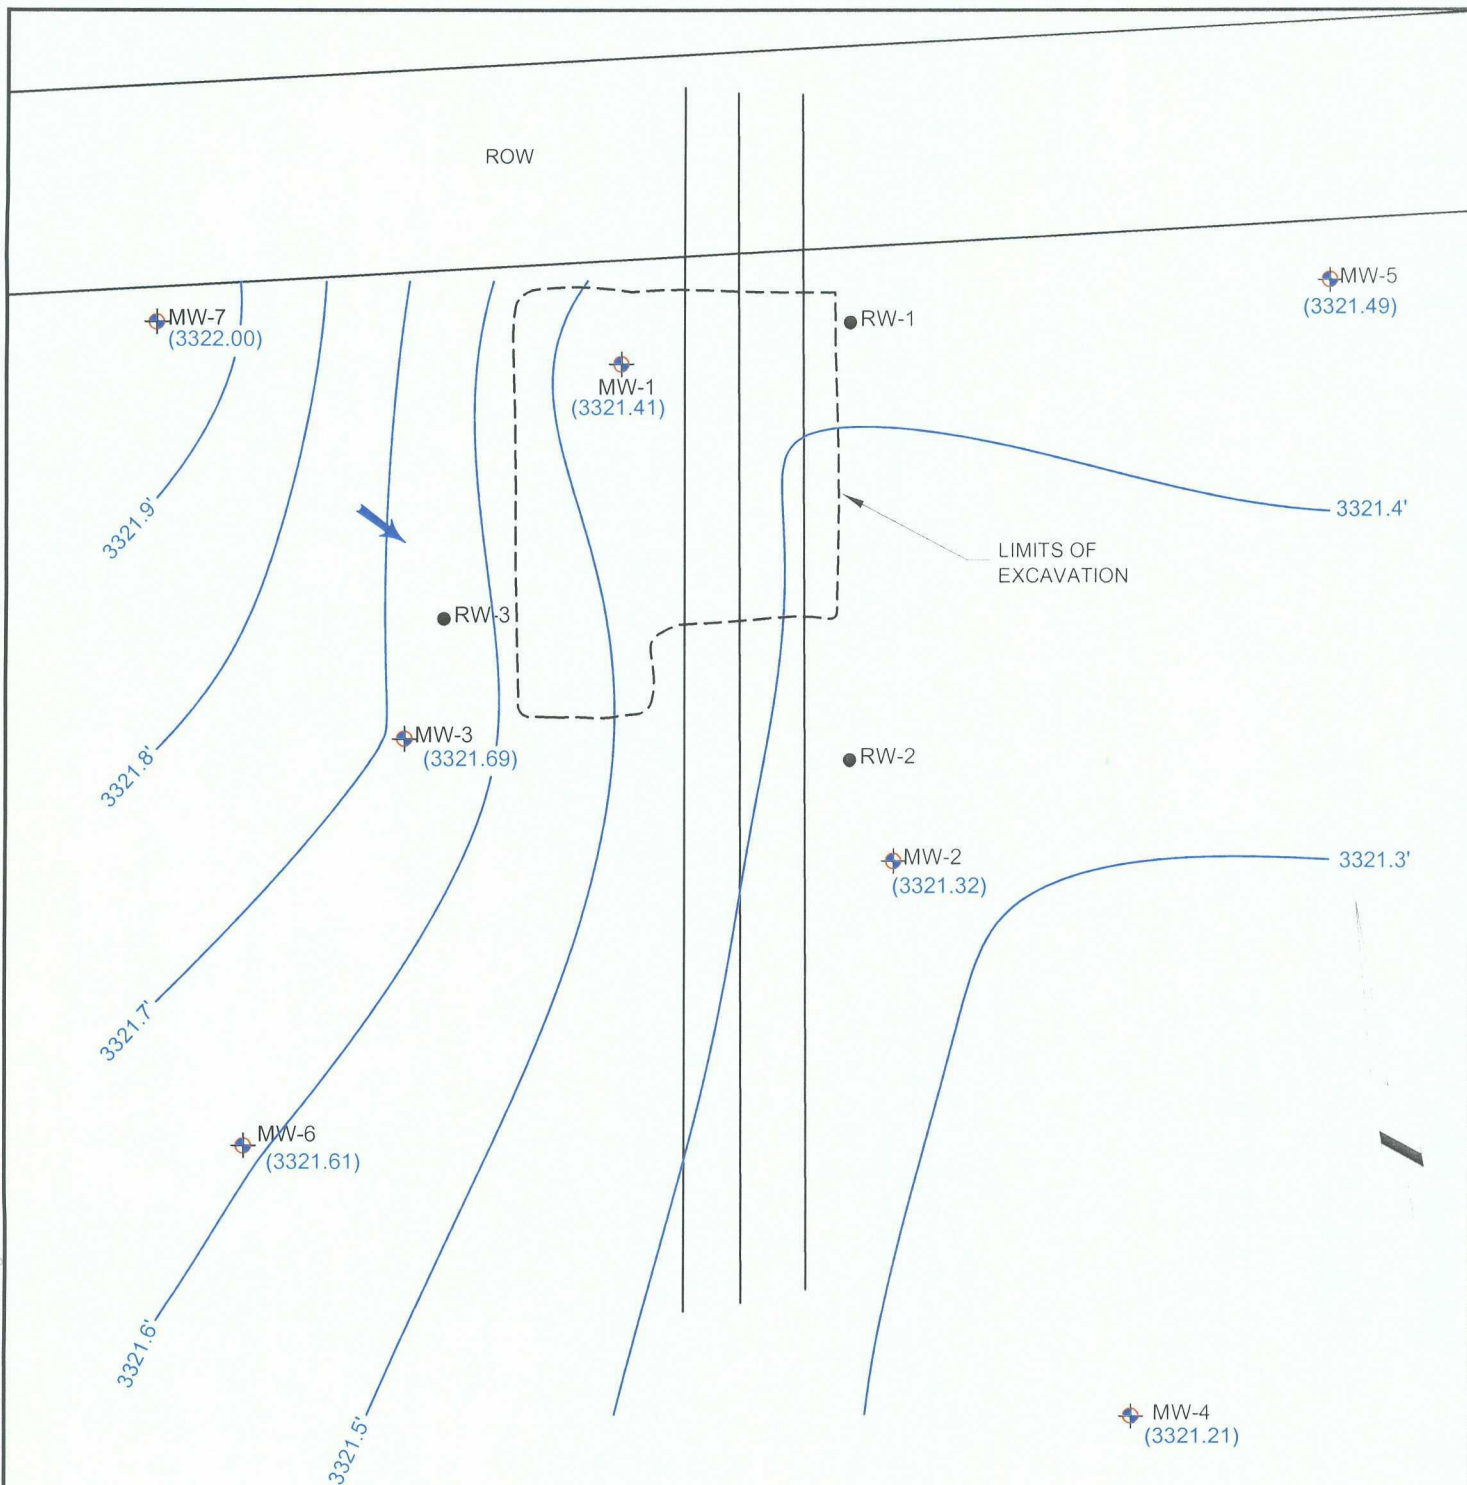 ROW
MW-5
(3321.49)
MW-7
(3322.00)
RW-1
MW-1
(3321.41)
3321.9'
3321.4'
LIMITS OF
EXCAVATION
RW-3
MW-3
(3321.69)
3321.8'
RW-2
MW-2
(3321.32)
3321.3'
3321.7'
MW-6
(3321.61)
3321.6'
3321.5'
MW-4
(3321.21)